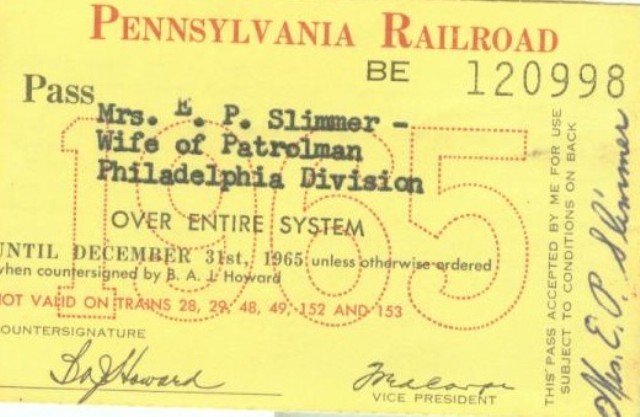 PENNSYLVANIA RAILROAD
BE 120998
Pass
Mrs. E. P. Slimmer -
Wife of Patrolman
Philadelphia Division
1965
OVER ENTIRE SYSTEM
UNTIL DECEMBER 31st., 1965 unless otherwise ordered
when countersigned by B. A. J. Howard
NOT VALID ON TRAINS 28, 29, 48, 49, 152 AND 153
COUNTERSIGNATURE
BAJHoward
VICE PRESIDENT
THIS PASS ACCEPTED BY ME FOR USE
SUBJECT TO CONDITIONS ON BACK
Mrs. E. P. Slimmer